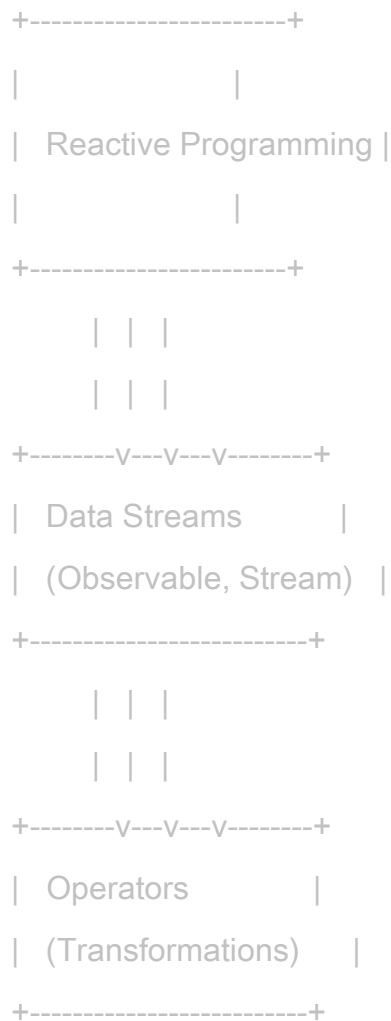 +------------------------+
| |
| Reactive Programming |
| |
+------------------------+
| | |
| | |
+--------v---v---v--------+
| Data Streams |
| (Observable, Stream) |
+--------------------------+
| | |
| | |
+--------v---v---v--------+
| Operators |
| (Transformations) |
+--------------------------+